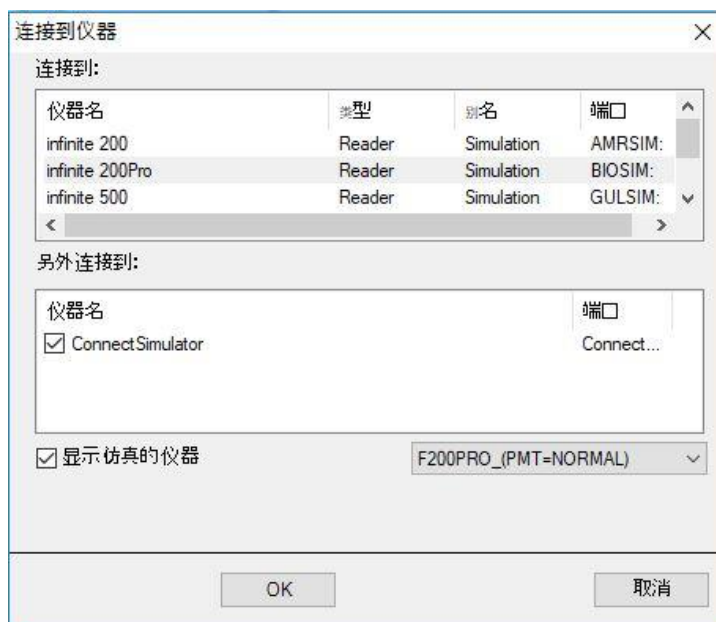 连接到仪器
连接到:
仪器名 类型 别名 端口
infinite 200 Reader Simulation AMRSIM:
infinite 200Pro Reader Simulation BIOSIM:
infinite 500 Reader Simulation GULSIM:
另外连接到:
仪器名 端口
ConnectSimulator Connect...
显示仿真的仪器 F200PRO_(PMT=NORMAL)
OK 取消